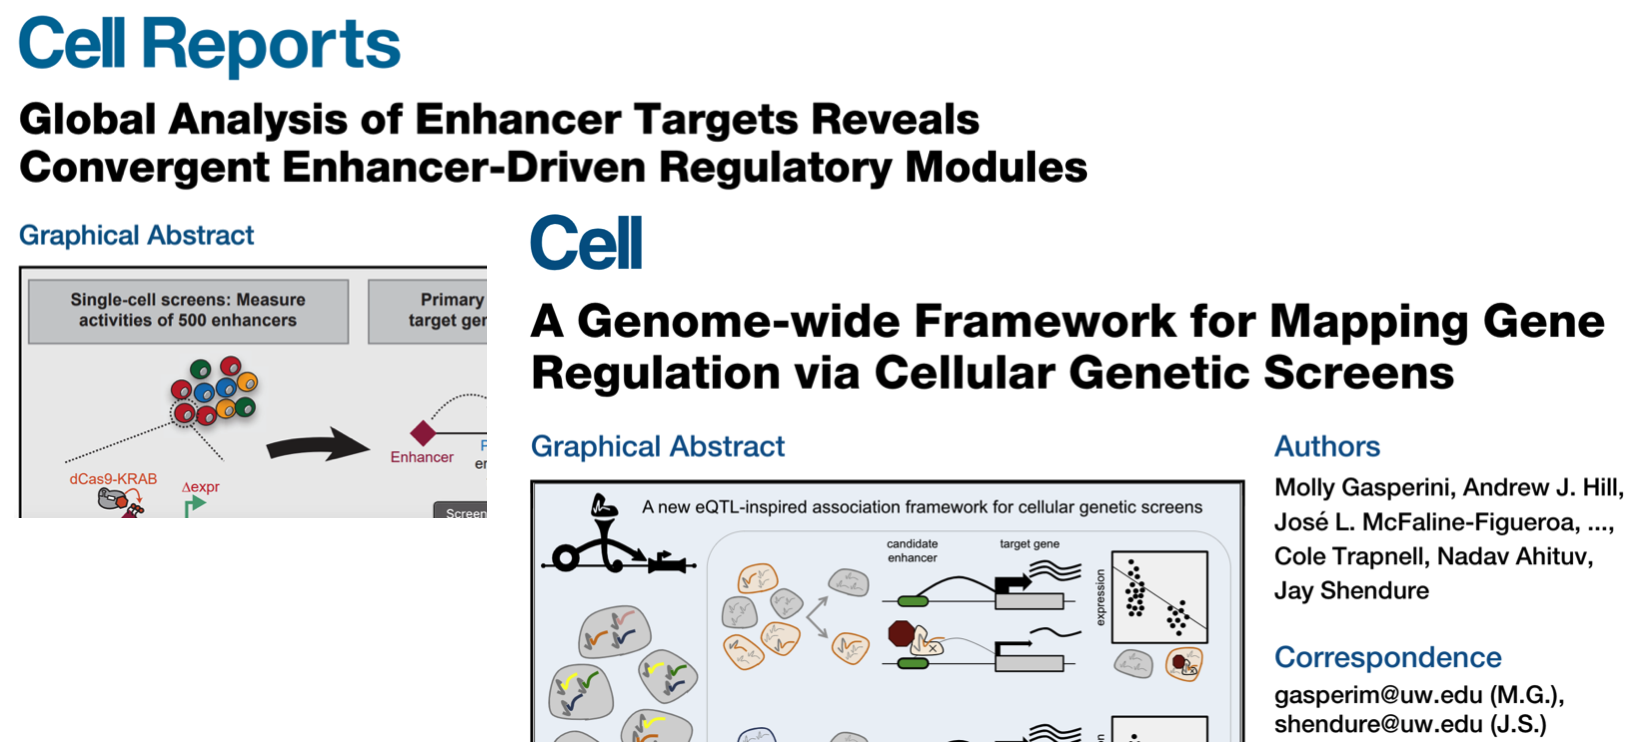 Cell Reports
Global Analysis of Enhancer Targets Reveals
Convergent Enhancer-Driven Regulatory Modules
Graphical Abstract
Single-cell screens: Measure
activities of 500 enhancers
Primary
target ger
Enhancer
dCas9-KRAB
Δexpr
Screen
Cell
A Genome-wide Framework for Mapping Gene
Regulation via Cellular Genetic Screens
Graphical Abstract
A new eQTL-inspired association framework for cellular genetic screens
candidate
enhancer
target gene
expression
Authors
Molly Gasperini, Andrew J. Hill,
José L. McFaline-Figueroa, ...,
Cole Trapnell, Nadav Ahituv,
Jay Shendure
Correspondence
gasperim@uw.edu (M.G.),
shendure@uw.edu (J.S.)